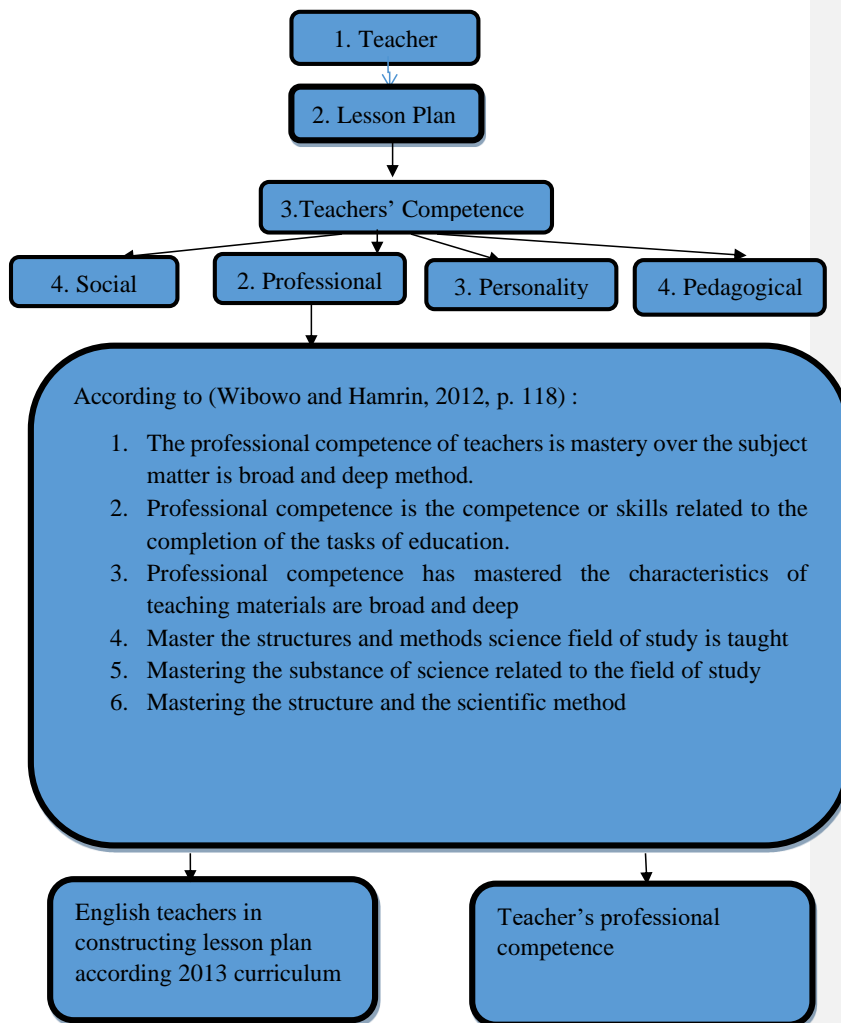 1. Teacher
2. Lesson Plan
3.Teachers’ Competence
4. Social
2. Professional
3. Personality
4. Pedagogical
According to (Wibowo and Hamrin, 2012, p. 118) :
1. The professional competence of teachers is mastery over the subject
matter is broad and deep method.
2. Professional competence is the competence or skills related to the
completion of the tasks of education.
3. Professional competence has mastered the characteristics of
teaching materials are broad and deep
4. Master the structures and methods science field of study is taught
5. Mastering the substance of science related to the field of study
6. Mastering the structure and the scientific method
English teachers in
constructing lesson plan
according 2013 curriculum
Teacher’s professional
competence